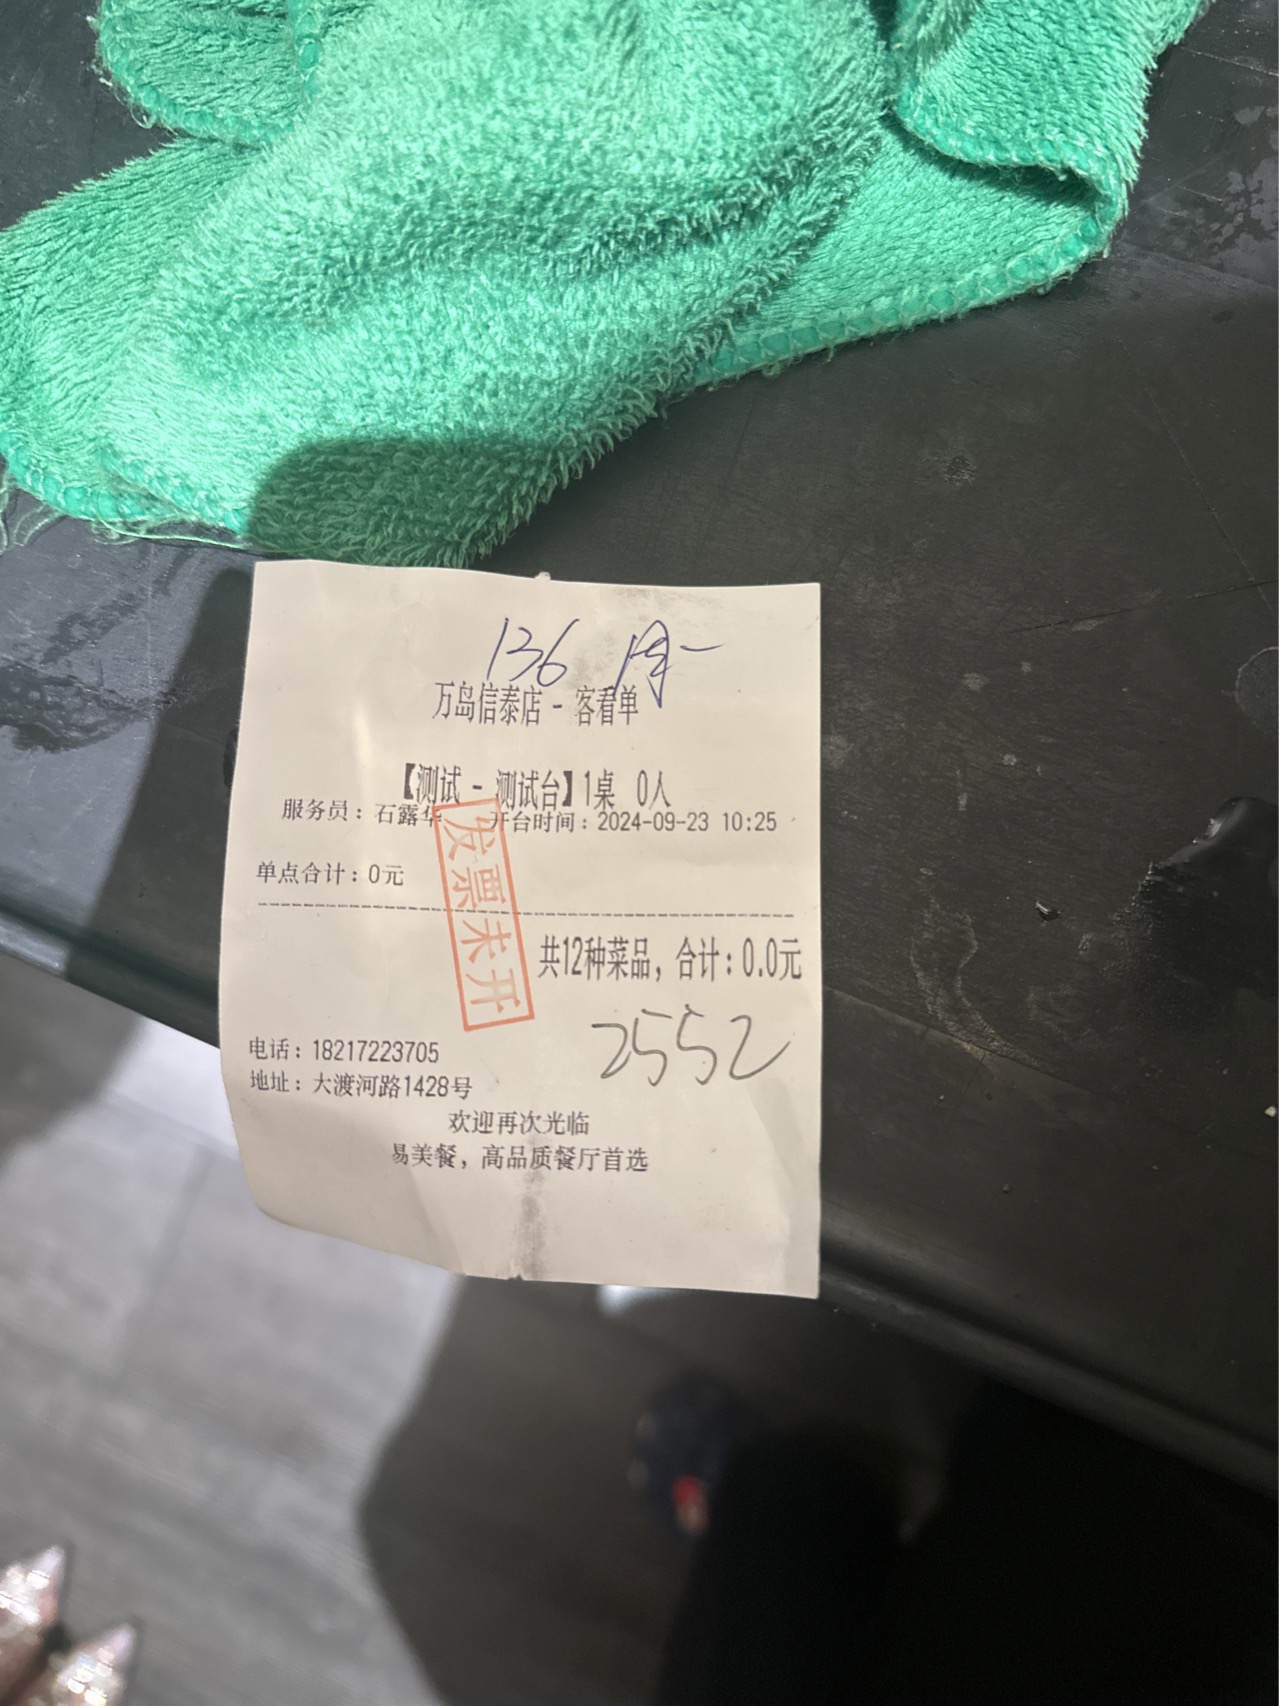 136 周一
万岛信泰店 - 客看单
【测试 - 测试台】1桌 0人
服务员：石露华 开台时间：2024-09-23 10:25
单点合计：0元
发票未开
共12种菜品，合计：0.0元
2552
电话：18217223705
地址：大渡河路1428号
欢迎再次光临
易美餐，高品质餐厅首选